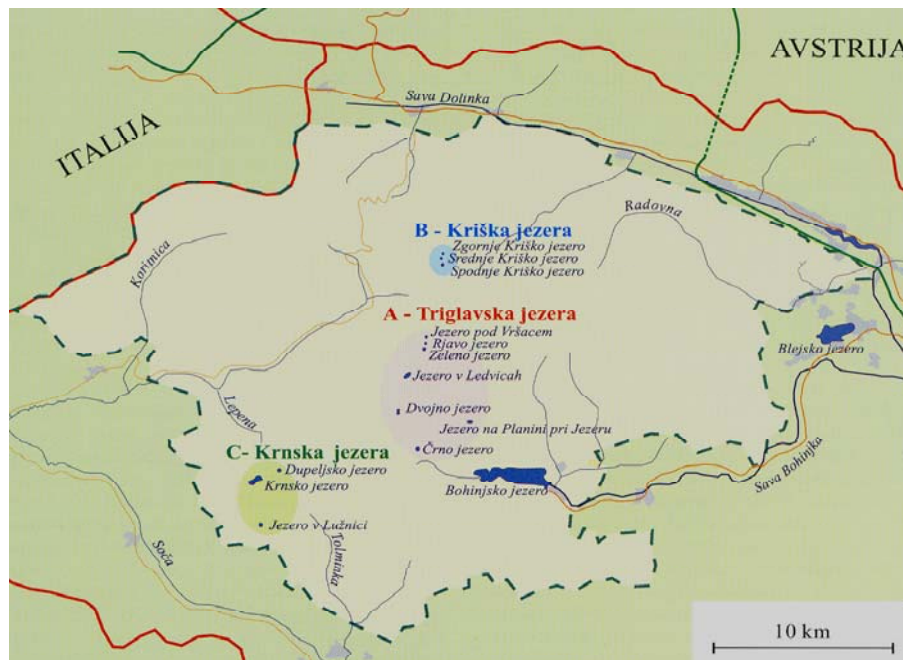 AVSTRIJA
Sava Dolinka
ITALIJA
Radovna
B - Kriška jezera
Zgornje Kriško jezero
Srednje Kriško jezero
Spodnje Kriško jezero
Koritnica
A - Triglavska jezera
Jezero pod Vršacem
Rjavo jezero
Zeleno jezero
Blejsko jezero
Jezero v Ledvicah
Lepena
Dvojno jezero
Jezero na Planini pri Jezeru
C- Krnska jezera
Črno jezero
Dupeljsko jezero
Krnsko jezero
Bohinjsko jezero
Sava Bohinjka
Jezero v Lužnici
Soča
Tolminka
10 km